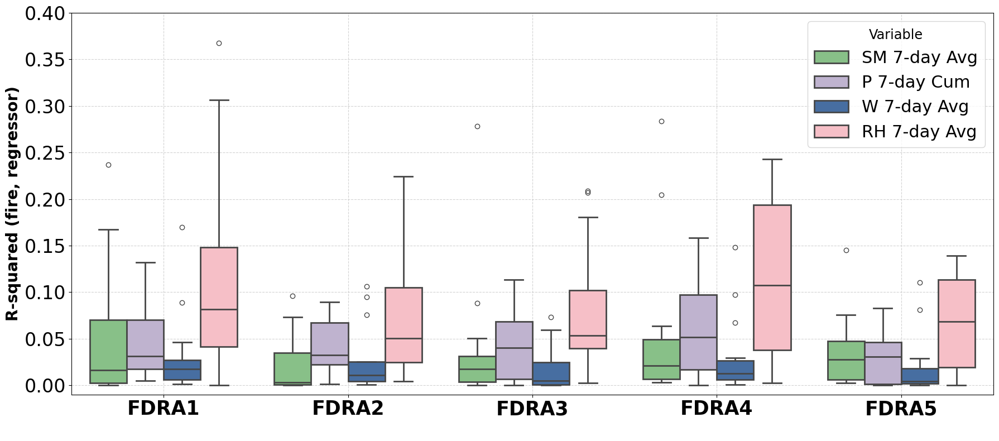 R-squared (fire, regressor)
0.40
0.35
0.30
0.25
0.20
0.15
0.10
0.05
0.00
Variable
SM 7-day Avg
P 7-day Cum
W 7-day Avg
RH 7-day Avg
FDRA1
FDRA2
FDRA3
FDRA4
FDRA5